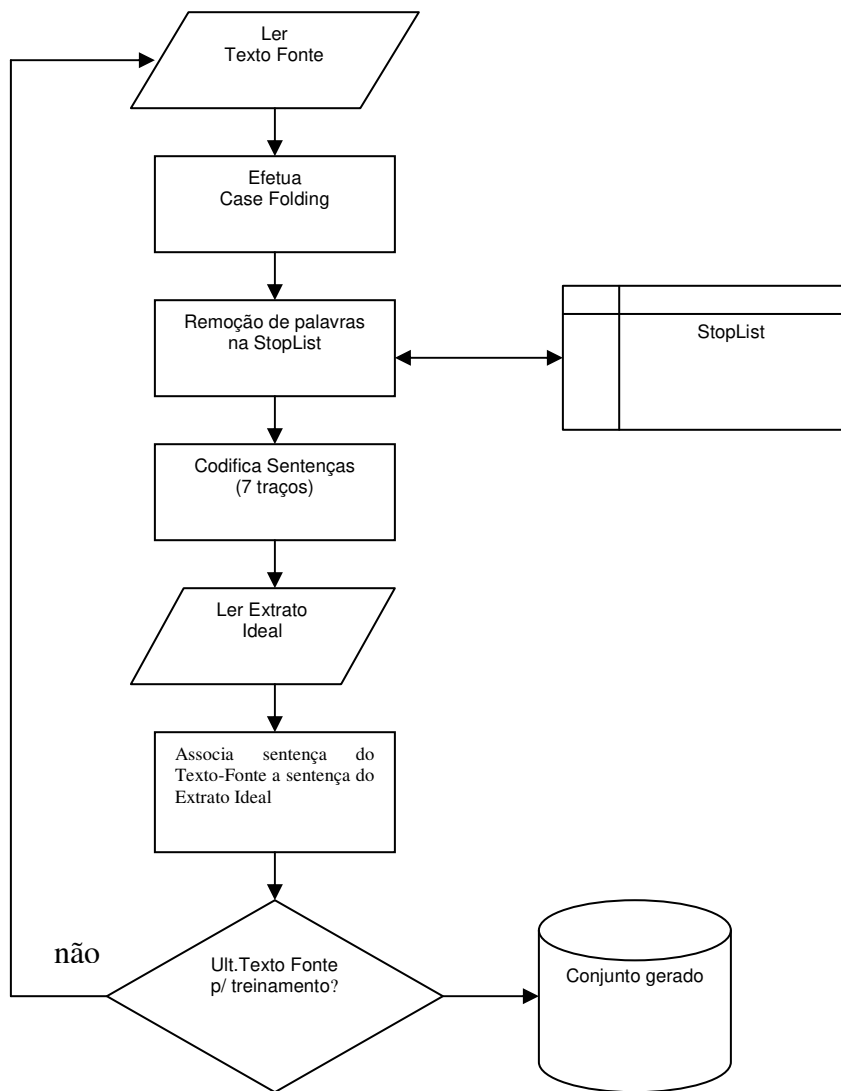 Ler
Texto Fonte
Efetua
Case Folding
Remoção de palavras
na StopList
StopList
Codifica Sentenças
(7 traços)
Ler Extrato
Ideal
Associa sentença do
Texto-Fonte a sentença do
Extrato Ideal
não
Ult.Texto Fonte
p/ treinamento?
Conjunto gerado